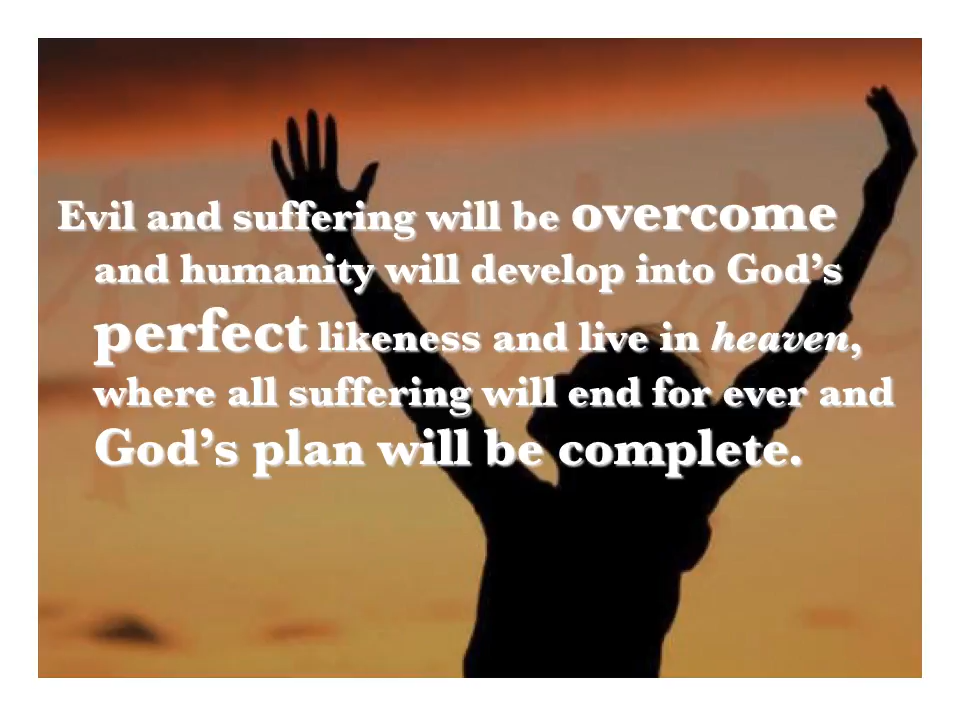 Evil and suffering will be overcome
and humanity will develop into God’s
perfect likeness and live in heaven,
where all suffering will end for ever and
God’s plan will be complete.